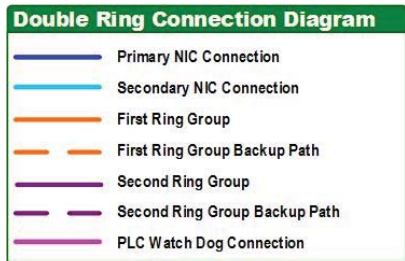 Double Ring Connection Diagram
Primary NIC Connection
Secondary NIC Connection
First Ring Group
First Ring Group Backup Path
Second Ring Group
Second Ring Group Backup Path
PLC Watch Dog Connection